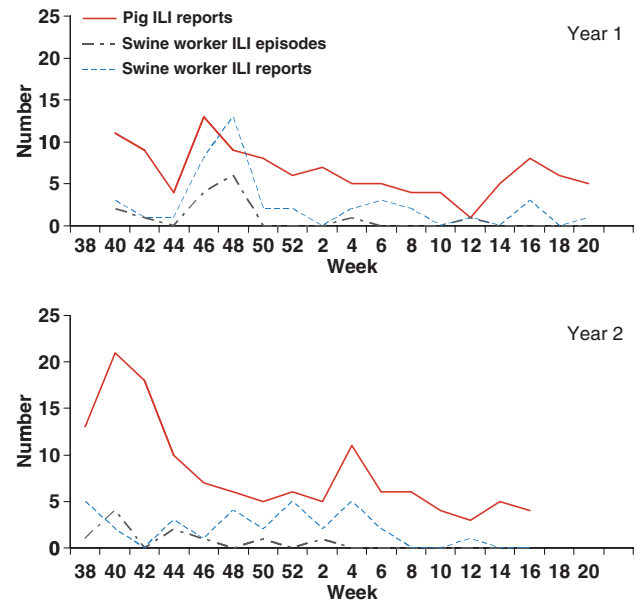 25
Pig ILI reports
Year 1
Swine worker ILI episodes
20
Swine worker ILI reports
15
Number
10
5
0
38 40 42 44 46 48 50 52 2 4 6 8 10 12 14 16 18 20
Week
25
Year 2
20
15
Number
10
5
0
38 40 42 44 46 48 50 52 2 4 6 8 10 12 14 16 18 20
Week